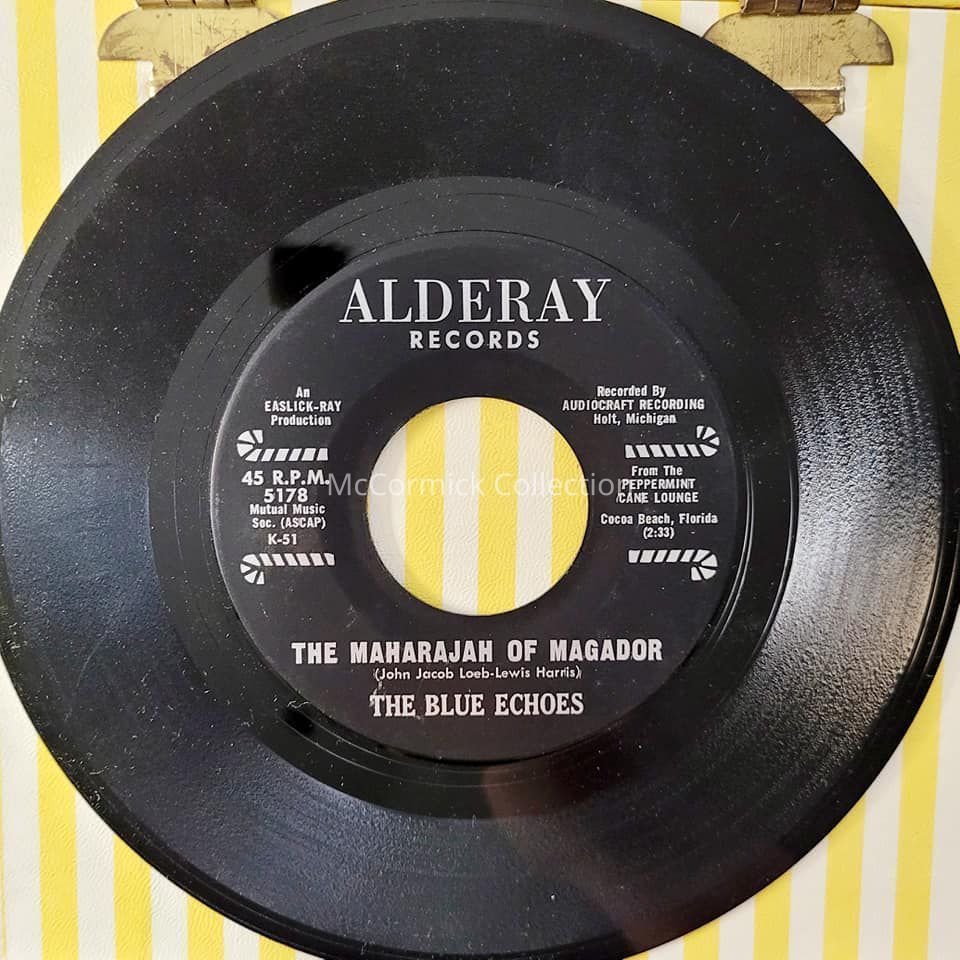 ALDERAY
RECORDS
An
EASLICK-RAY
Production
45 R.P.M.
5178
Mutual Music
Soc. (ASCAP)
K-51
Recorded By
AUDIOCRAFT RECORDING
Holt, Michigan
From The
PEPPERMINT
CANE LOUNGE
Cocoa Beach, Florida
(2:33)
McCormick Collection
THE MAHARAJAH OF MAGADOR
(John Jacob Loeb-Lewis Harris)
THE BLUE ECHOES